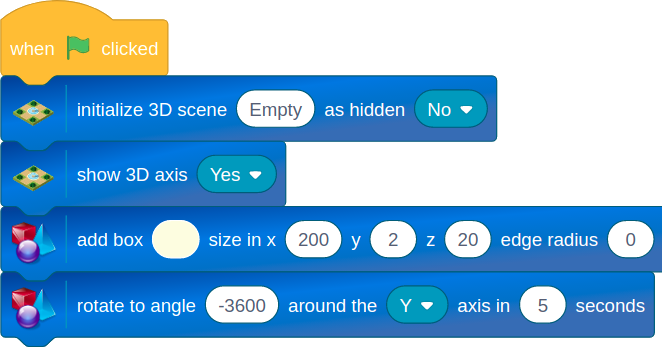 when clicked
initialize 3D scene Empty as hidden No
show 3D axis Yes
add box size in x 200 y 2 z 20 edge radius 0
rotate to angle -3600 around the Y axis in 5 seconds